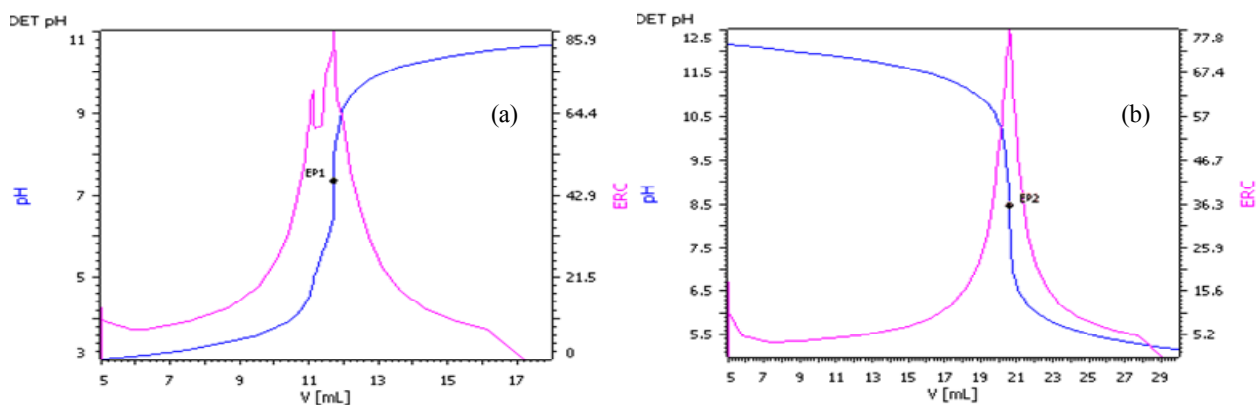 DET pH
11
9
7
5
3
pH
85.9
64.4
42.9
21.5
0
ERC
(a)
EP1
5 7 9 11 13 15 17
V [mL]
DET pH
12.5
11.5
10.5
9.5
8.5
7.5
6.5
5.5
pH
77.8
67.4
57
46.7
36.3
25.9
15.6
5.2
ERC
(b)
EP2
5 7 9 11 13 15 17 19 21 23 25 27 29
V [mL]